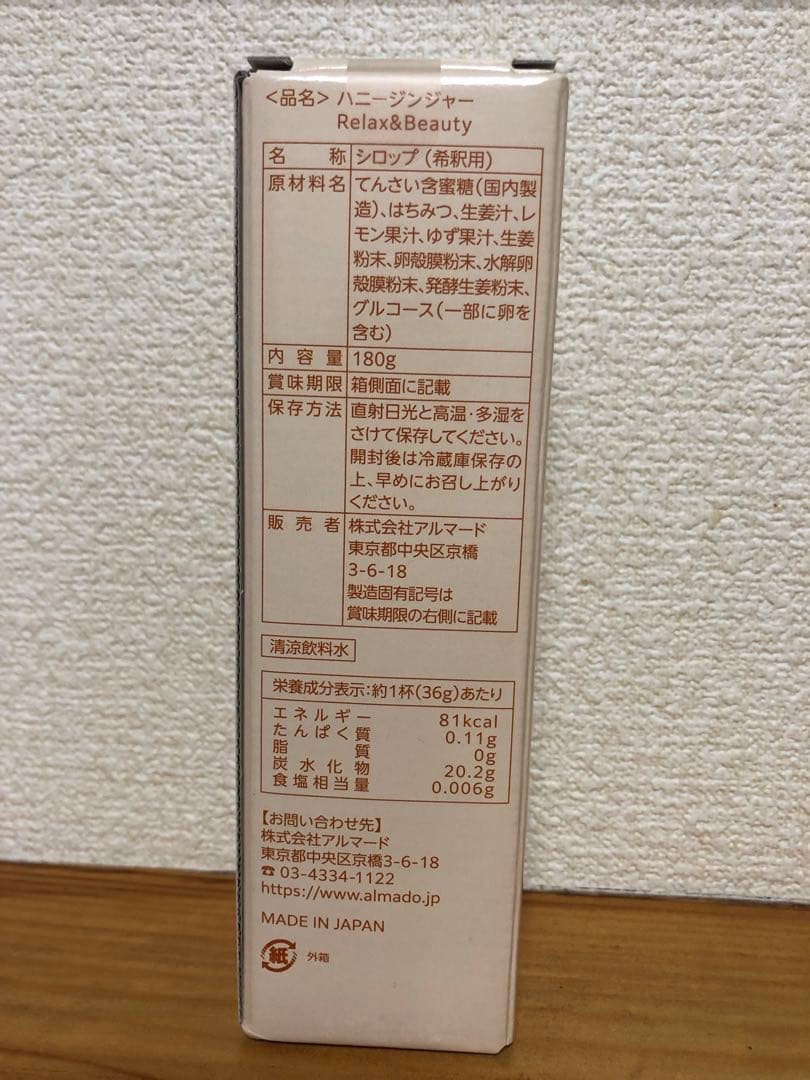 <品名> ハニージンジャー
Relax&Beauty
名称 シロップ(希釈用)
原材料名 てんさい含蜜糖(国内製
造)、はちみつ、生姜汁、レ
モン果汁、ゆず果汁、生姜
粉末、卵殻膜粉末、水解卵
殻膜粉末、発酵生姜粉末、
グルコース(一部に卵を
含む)
内容量 180g
賞味期限 箱側面に記載
保存方法 直射日光と高温・多湿を
さけて保存してください。
開封後は冷蔵庫保存の
上、早めにお召し上がり
ください。
販売者 株式会社アルマード
東京都中央区京橋
3-6-18
製造固有記号は
賞味期限の右側に記載
清涼飲料水
栄養成分表示:約1杯(36g)あたり
エネルギー 81kcal
たんぱく質 0.11g
脂質 0g
炭水化物 20.2g
食塩相当量 0.006g
【お問い合わせ先】
株式会社アルマード
東京都中央区京橋3-6-18
☎ 03-4334-1122
https://www.almado.jp
MADE IN JAPAN
紙 外箱